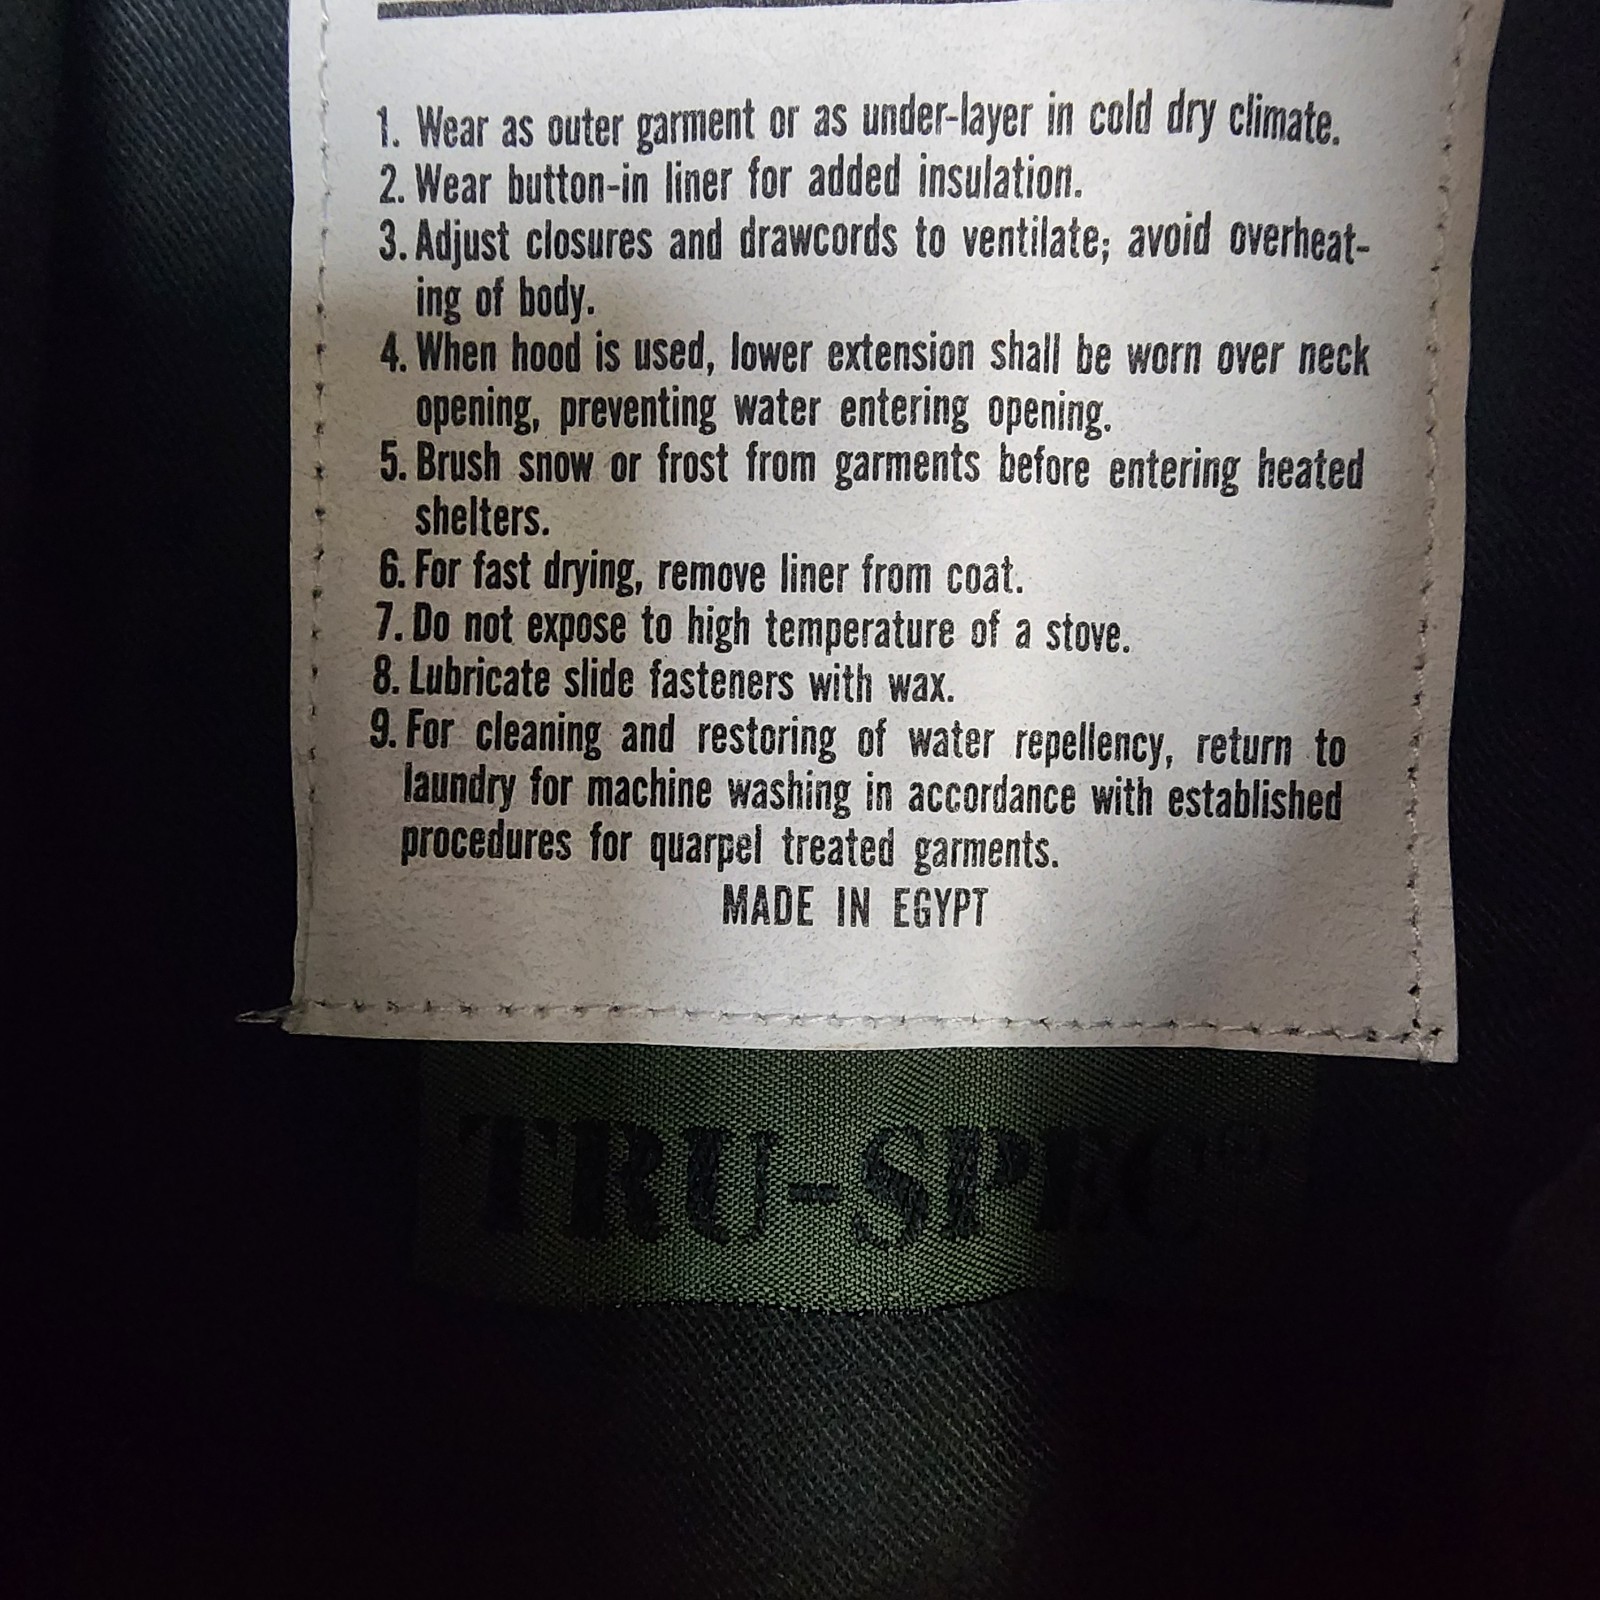 1. Wear as outer garment or as under-layer in cold dry climate.
2. Wear button-in liner for added insulation.
3. Adjust closures and drawcords to ventilate; avoid overheat-
ing of body.
4. When hood is used, lower extension shall be worn over neck
opening, preventing water entering opening.
5. Brush snow or frost from garments before entering heated
shelters.
6. For fast drying, remove liner from coat.
7. Do not expose to high temperature of a stove.
8. Lubricate slide fasteners with wax.
9. For cleaning and restoring of water repellency, return to
laundry for machine washing in accordance with established
procedures for quarpel treated garments.
MADE IN EGYPT
TRU-SPEC™